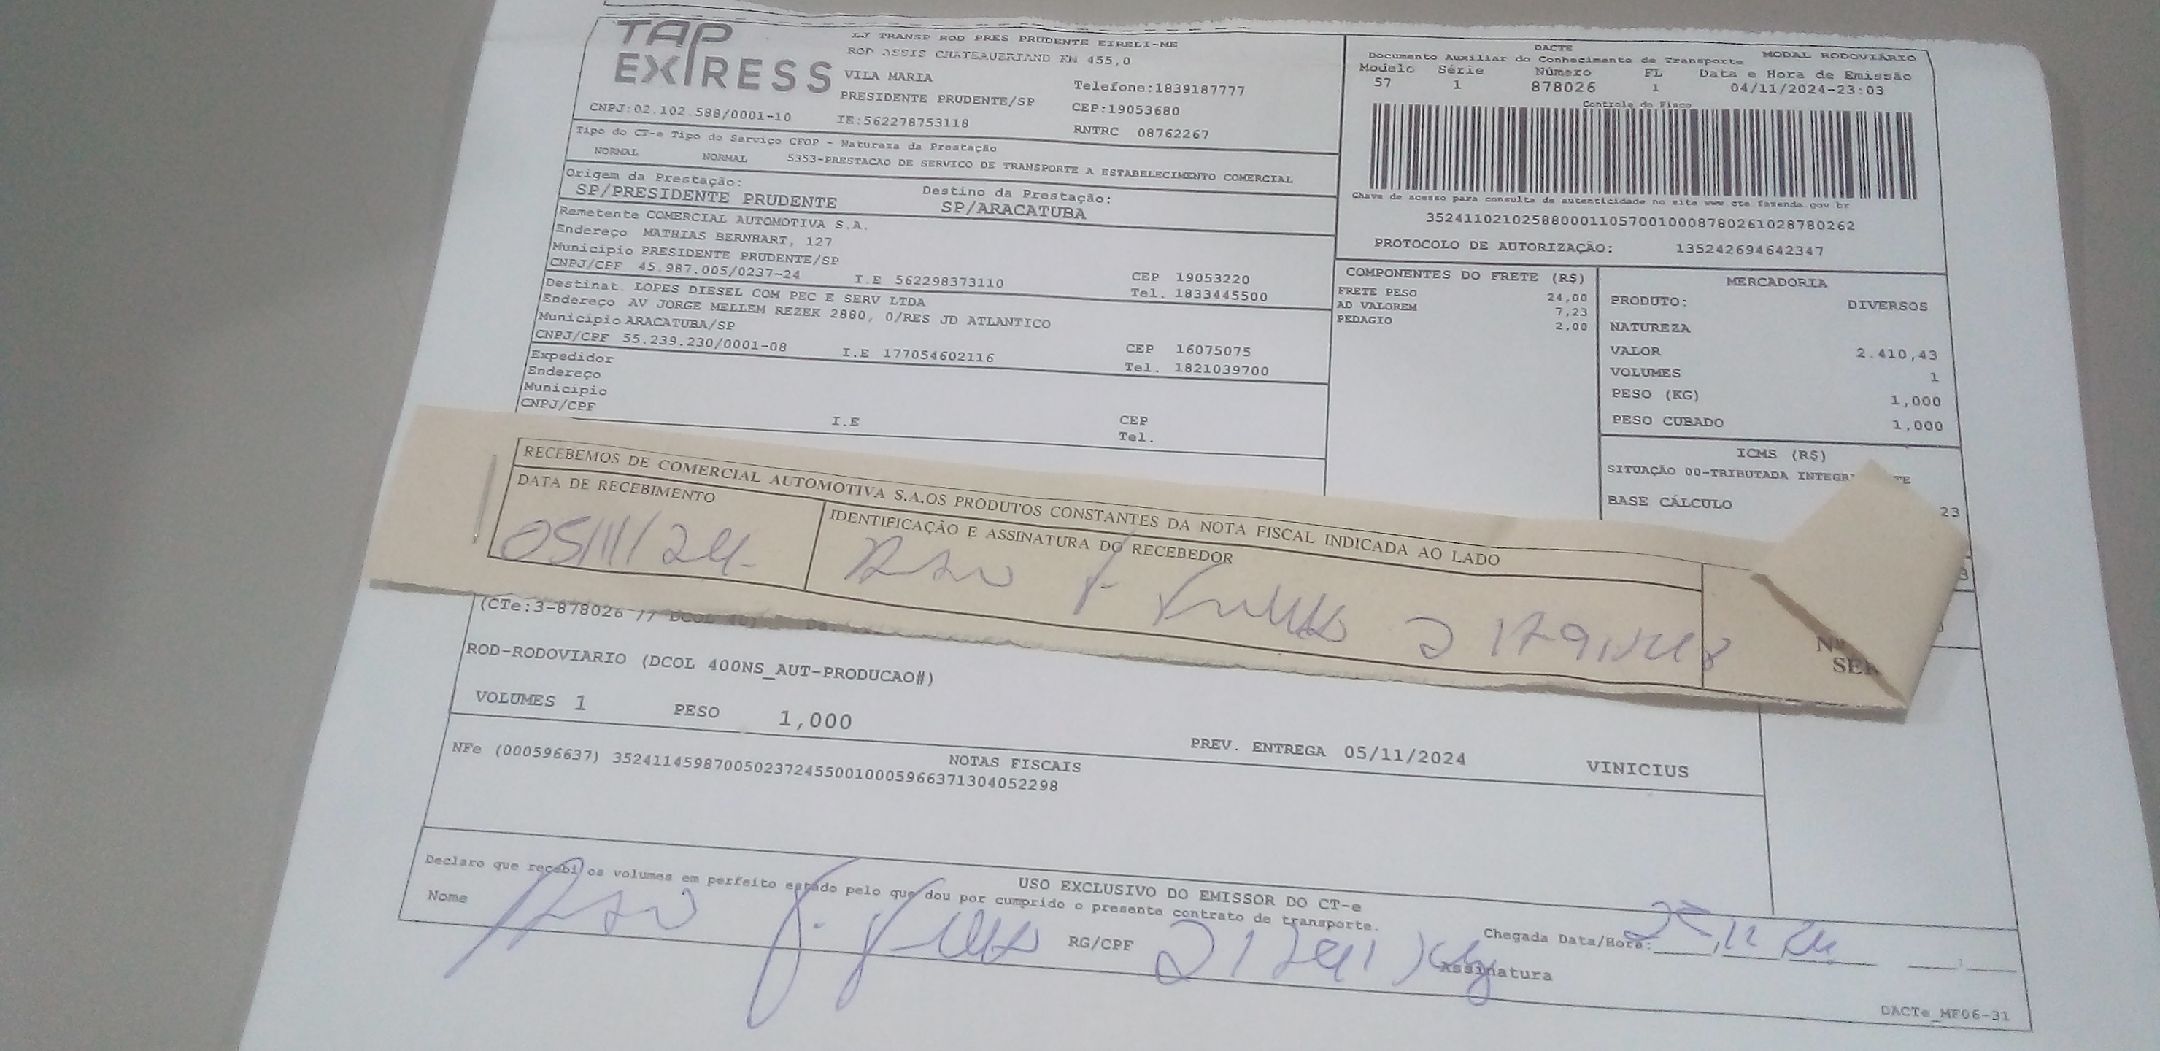 TAP EXPRESS
TRANSP ROD PRES PRUDENTE EIRELI-ME
ROD ASSIS CHATEAUBRIAND KM 455,0
VILA MARIA
Telefone:1839187777
PRESIDENTE PRUDENTE/SP
CEP:19053680
CNPJ:02.102.588/0001-10
IE:562278753118
RNTRC 08762267
Tipo do CT-e Tipo do Serviço CFOP - Natureza da Prestação
NORMAL NORMAL 5353-PRESTACAO DE SERVICO DE TRANSPORTE A ESTABELECIMENTO COMERCIAL
Origem da Prestação:
SP/PRESIDENTE PRUDENTE
Destino da Prestação:
SP/ARACATUBA
Remetente COMERCIAL AUTOMOTIVA S.A.
Endereço MATHIAS BERNHART, 127
Município PRESIDENTE PRUDENTE/SP
CEP 19053220
CNPJ/CPF 45.987.005/0237-24 I.E 562298373110
Tel. 1833445500
Destinat. LOPES DIESEL COM PEC E SERV LTDA
Endereço AV JORGE MELLEM REZEK 2880, 0/RES JD ATLANTICO
Município ARACATUBA/SP
CEP 16075075
CNPJ/CPF 55.239.230/0001-08 I.E 177054602116
Tel. 1821039700
Expedidor
Endereço
Município
CNPJ/CPF
I.E
CEP
Tel.
DACTE
MODAL RODOVIÁRIO
Documento Auxiliar do Conhecimento de Transporte
Modelo Série Número FL Data e Hora de Emissão
57 1 878026 1 04/11/2024-23:03
Controle do Fisco
Chave de acesso para consulta de autenticidade no site www cte fazenda gov br
35241102102588000110570010008780261028780262
PROTOCOLO DE AUTORIZAÇÃO: 135242694642347
COMPONENTES DO FRETE (R$)
FRETE PESO 24,00
AD VALOREM 7,23
PEDAGIO 2,00
MERCADORIA
PRODUTO: DIVERSOS
NATUREZA
VALOR 2.410,43
VOLUMES 1
PESO (KG) 1,000
PESO CUBADO 1,000
ICMS (R$)
SITUAÇÃO 00-TRIBUTADA
BASE CÁLCULO 23
RECEBEMOS DE COMERCIAL AUTOMOTIVA S.A.OS PRODUTOS CONSTANTES DA NOTA FISCAL INDICADA AO LADO
DATA DE RECEBIMENTO
05/11/24
IDENTIFICAÇÃO E ASSINATURA DO RECEBEDOR
(CTe:3-878026 //
ROD-RODOVIARIO (DCOL 400NS_AUT-PRODUCAO#)
VOLUMES 1 PESO 1,000
PREV. ENTREGA 05/11/2024 VINICIUS
NOTAS FISCAIS
NFe (000596637) 35241145987005023724550010005966371304052298
USO EXCLUSIVO DO EMISSOR DO CT-e
Declaro que recebi os volumes em perfeito estado pelo que dou por cumprido o presente contrato de transporte.
Nome
RG/CPF
Assinatura
Chegada Data/Hora:
DACTe_MF06-31